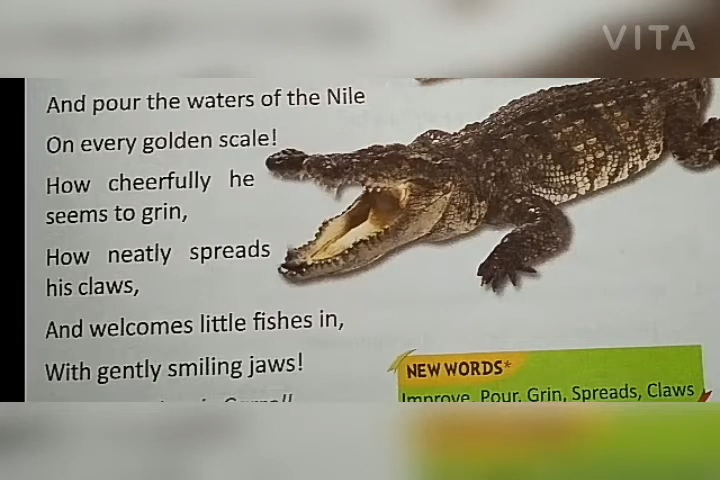 VITA
And pour the waters of the Nile
On every golden scale!
How cheerfully he
seems to grin,
How neatly spreads
his claws,
And welcomes little fishes in,
With gently smiling jaws!
NEW WORDS*
Improve, Pour, Grin, Spreads, Claws